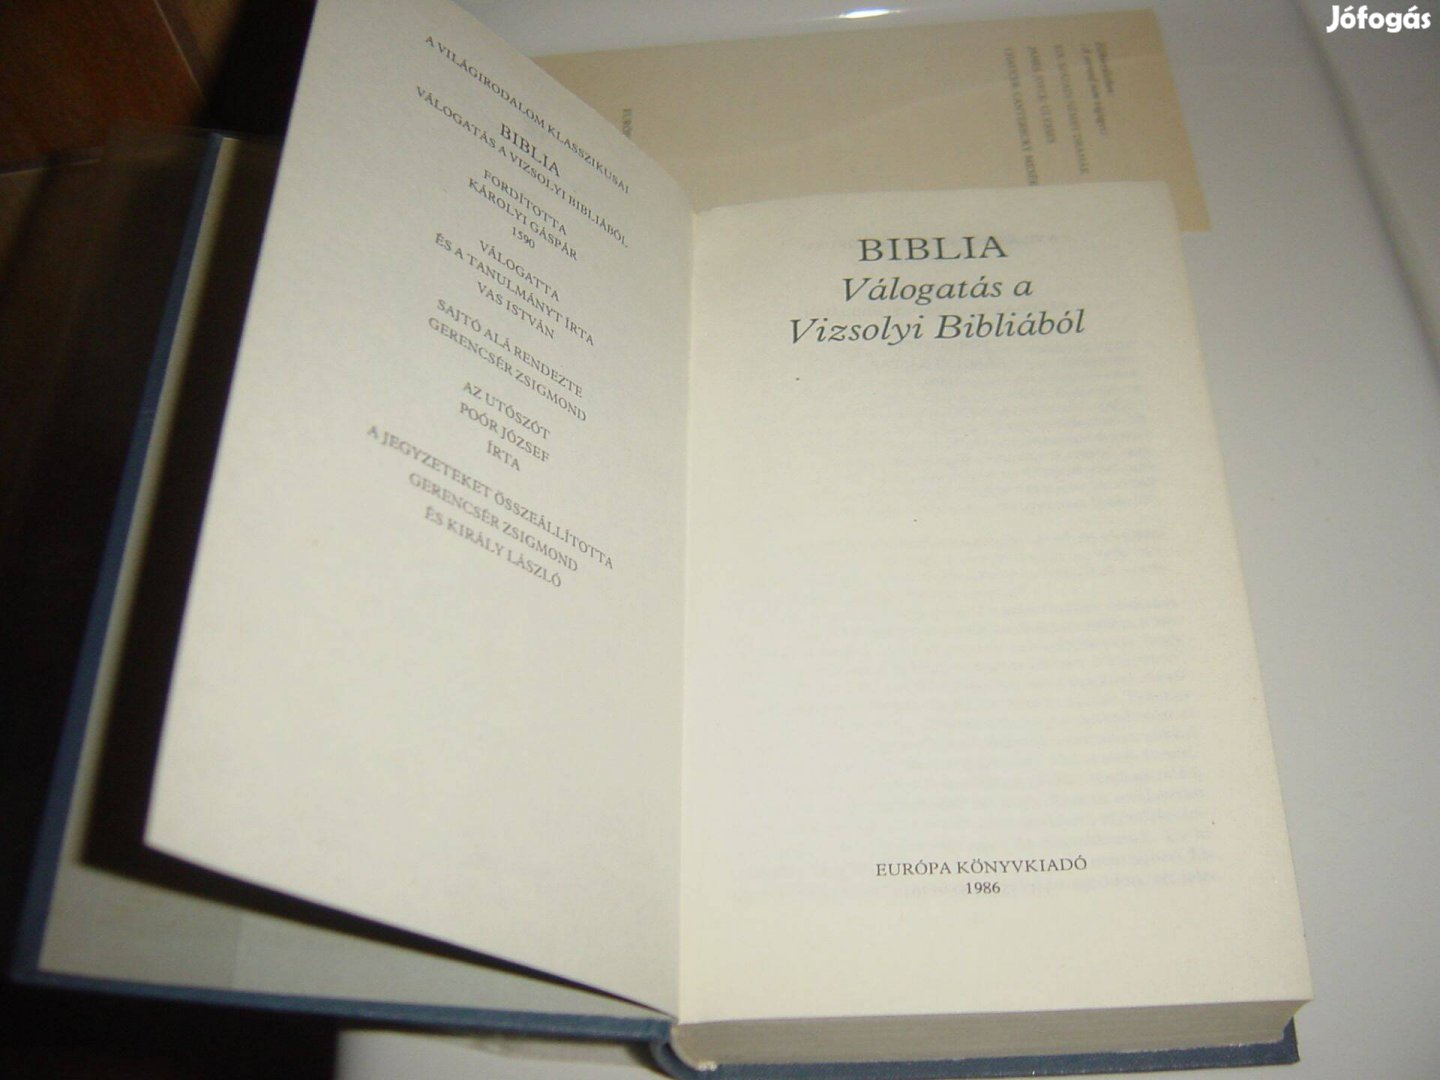 Jófogás
A VILÁGIRODALOM KLASSZIKUSAI
BIBLIA
VÁLOGATÁS A VIZSOLYI BIBLIÁBÓL
FORDÍTOTTA
KÁROLYI GÁSPÁR
1590
VÁLOGATTA
ÉS A TANULMÁNYT ÍRTA
VAS ISTVÁN
SAJTÓ ALÁ RENDEZTE
GERENCSÉR ZSIGMOND
AZ UTÓSZÓT
POÓR JÓZSEF
ÍRTA
A JEGYZETEKET ÖSSZEÁLLÍTOTTA
GERENCSÉR ZSIGMOND
ÉS KIRÁLY LÁSZLÓ
BIBLIA
Válogatás a
Vizsolyi Bibliából
EURÓPA KÖNYVKIADÓ
1986